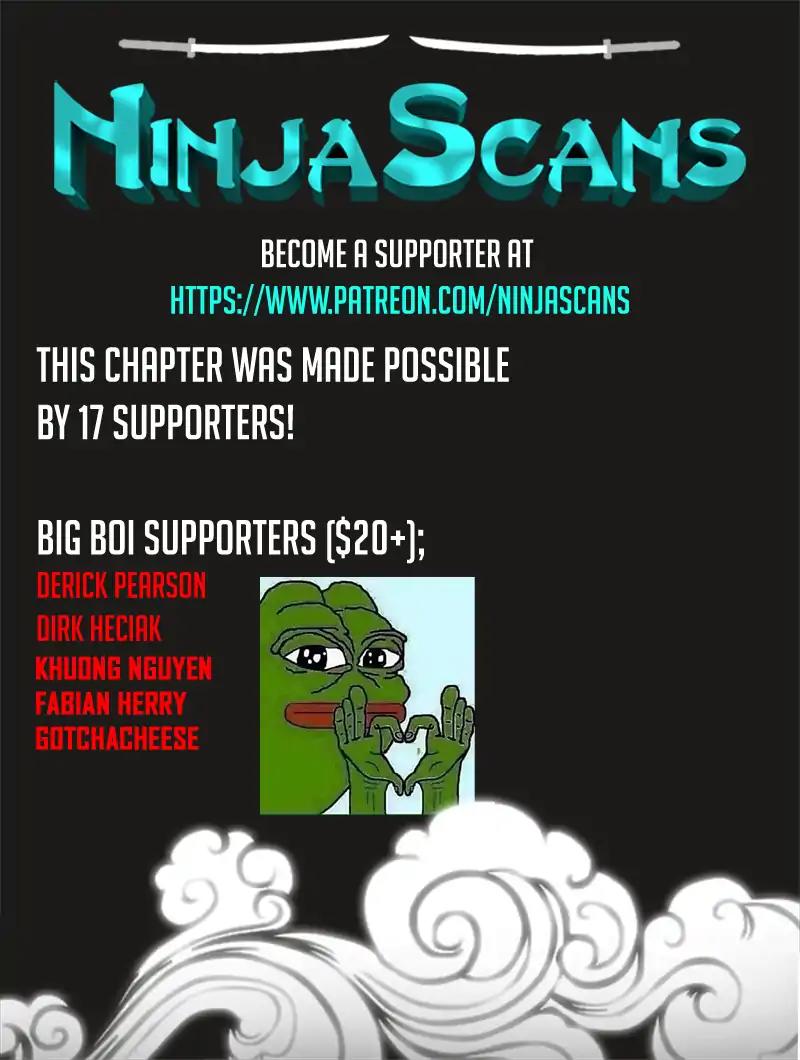 NINJASCANS
BECOME A SUPPORTER AT
HTTPS://WWW.PATREON.COM/NINJASCANS
THIS CHAPTER WAS MADE POSSIBLE
BY 17 SUPPORTERS!
BIG BOI SUPPORTERS ($20+);
DERICK PEARSON
DIRK HECIAK
KHUONG NGUYEN
FABIAN HERRY
GOTCHACHEESE